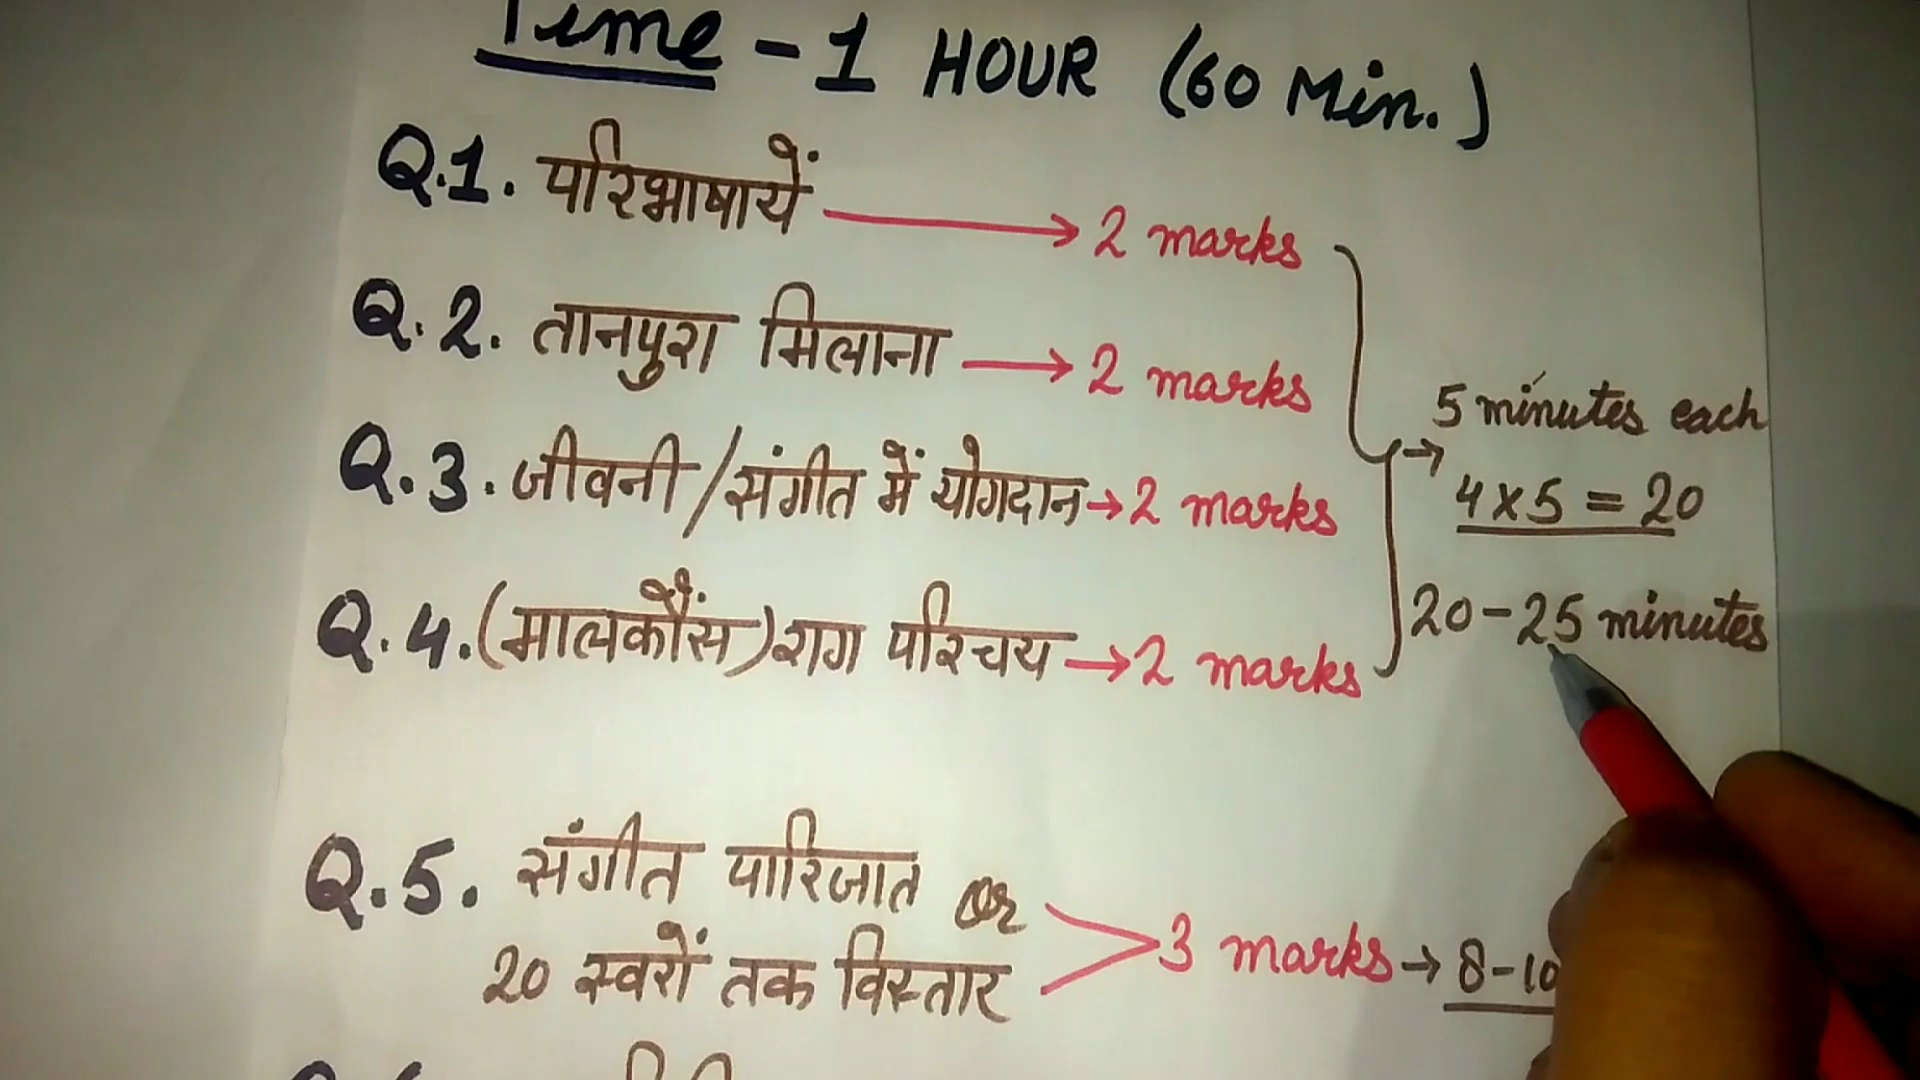 Time - 1 HOUR (60 Min.)
Q.1. परिभाषायें → 2 marks
Q.2. तानपुरा मिलाना → 2 marks
5 minutes each
Q.3. जीवनी/संगीत में योगदान → 2 marks
→ 4 x 5 = 20
Q.4. (मालकौंस) राग परिचय → 2 marks
20-25 minutes
Q.5. संगीत पारिजात or
20 स्वरों तक विस्तार
3 marks → 8-10